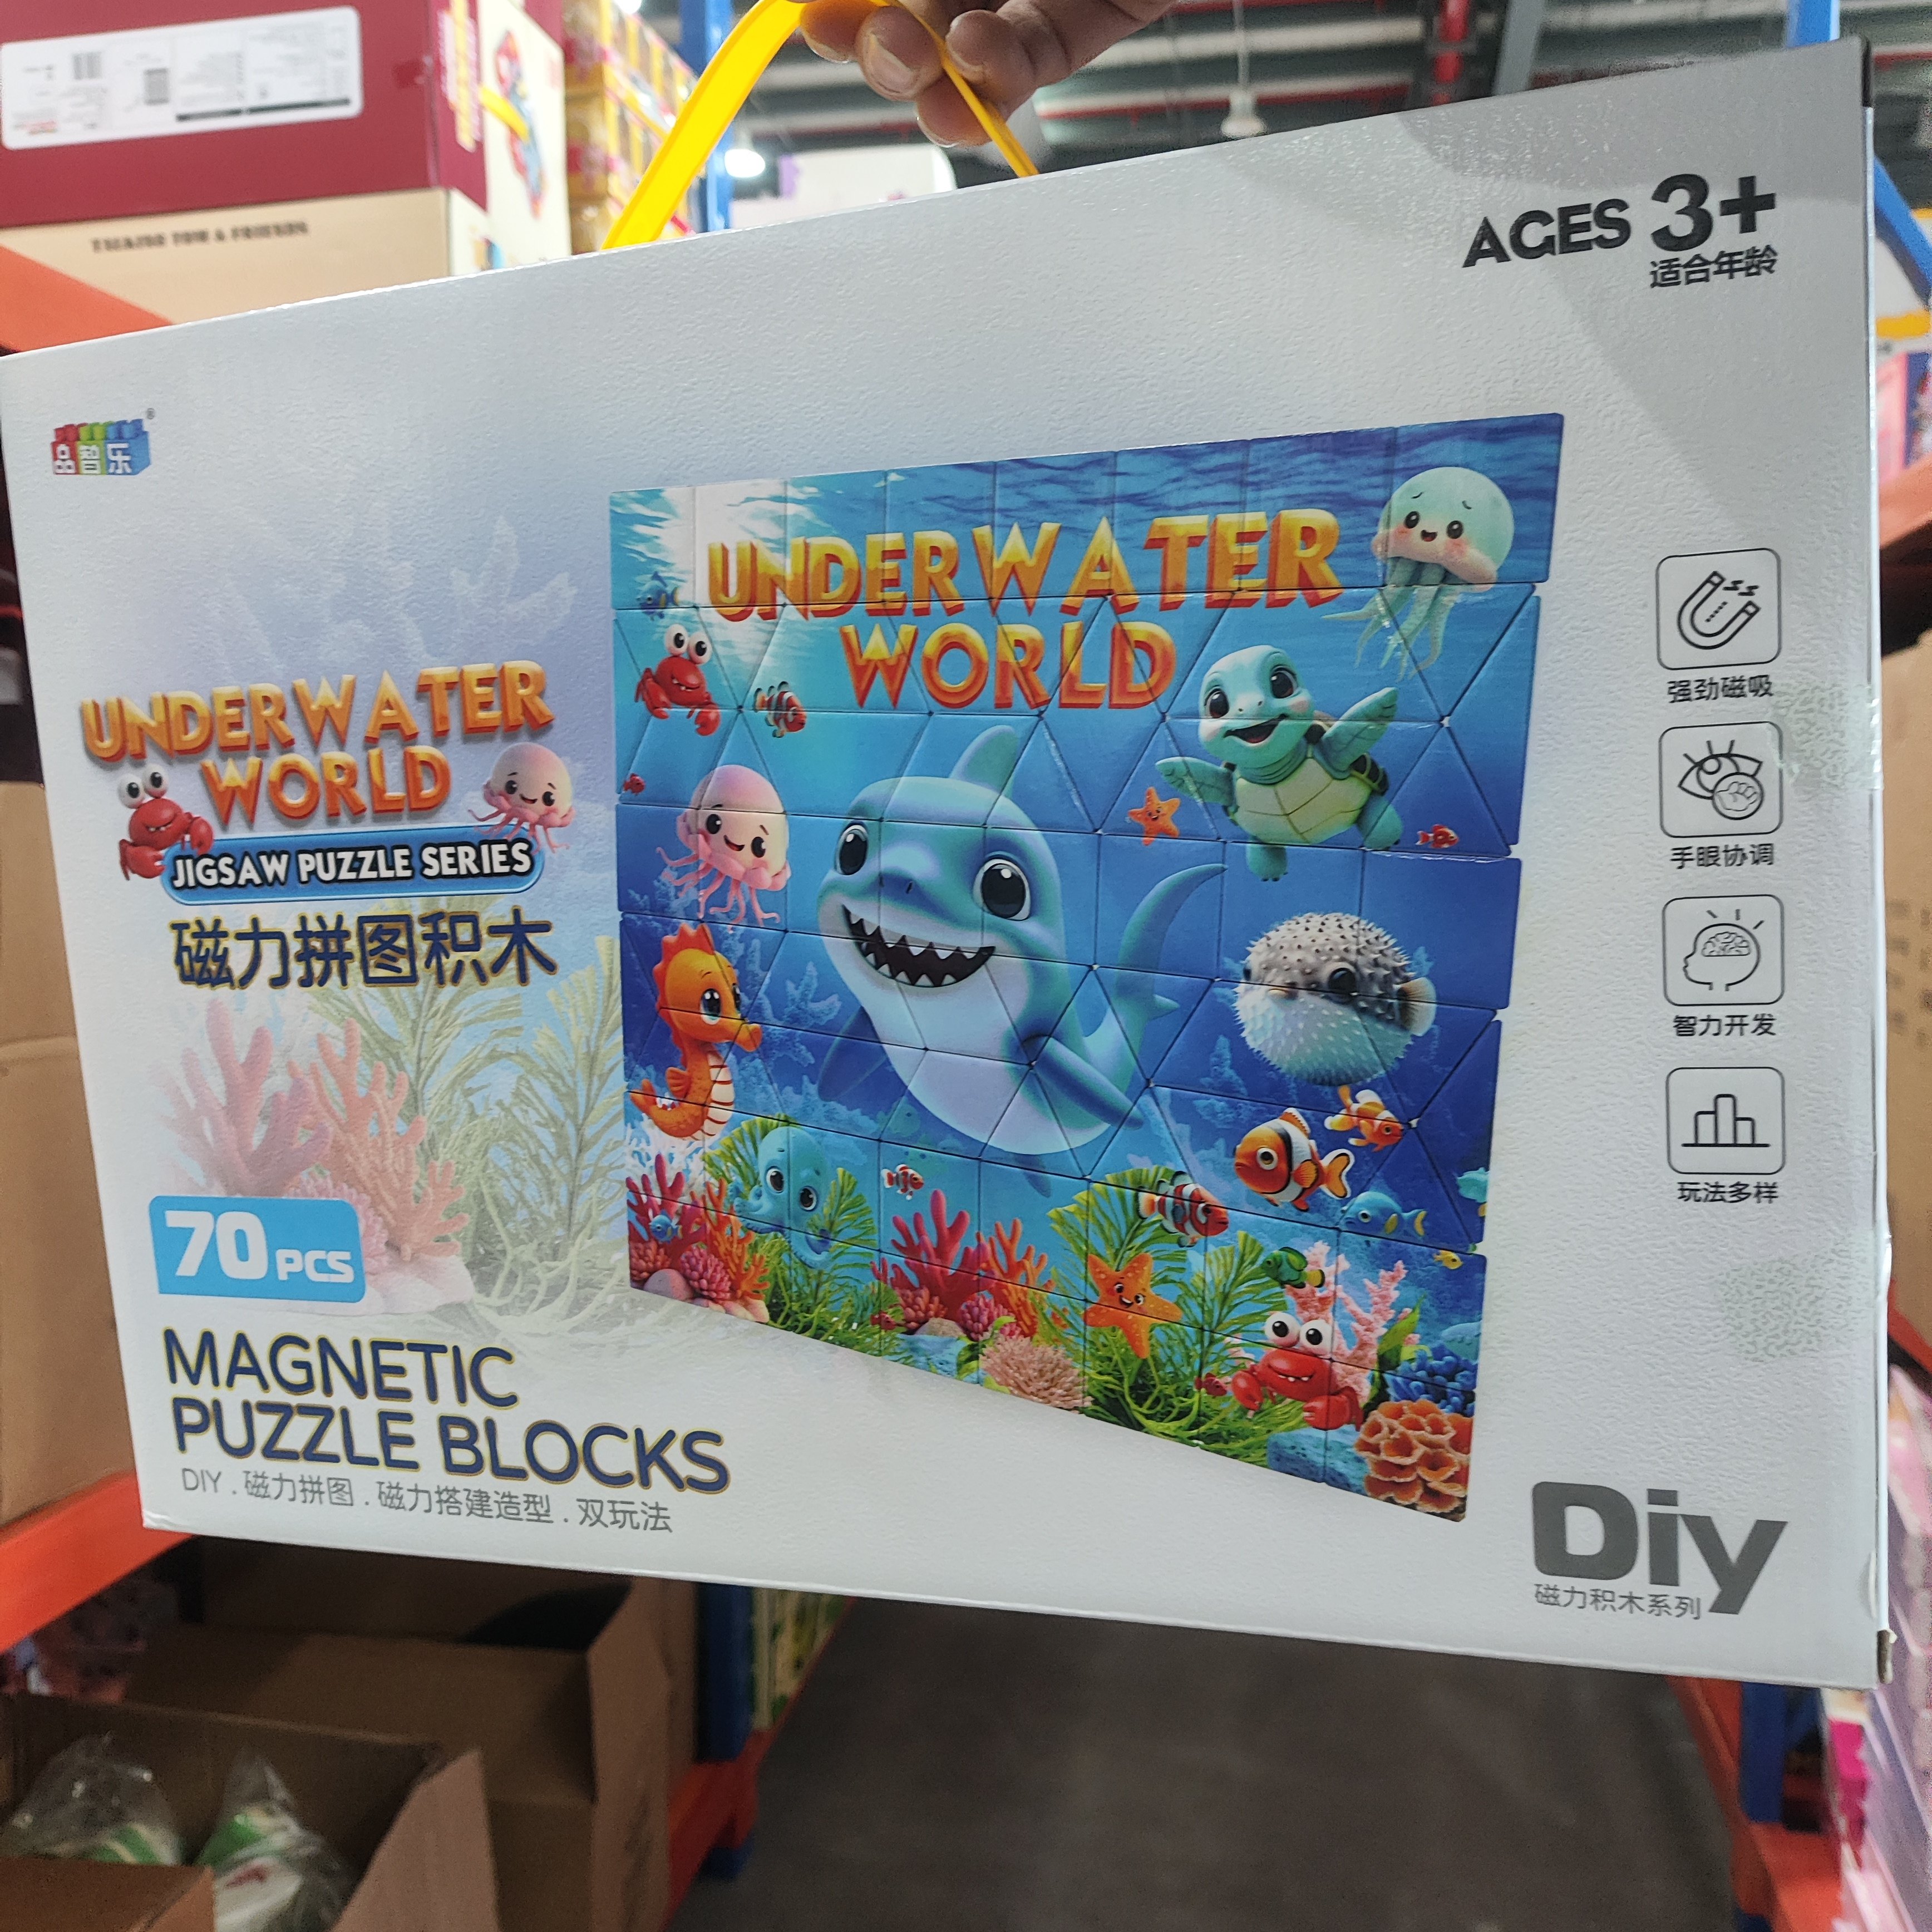 AGES 3+
适合年龄
品智乐®
UNDERWATER
WORLD
JIGSAW PUZZLE SERIES
磁力拼图积木
70 PCS
MAGNETIC
PUZZLE BLOCKS
DIY . 磁力拼图 . 磁力搭建造型 . 双玩法
UNDERWATER
WORLD
强劲磁吸
手眼协调
智力开发
玩法多样
Diy
磁力积木系列